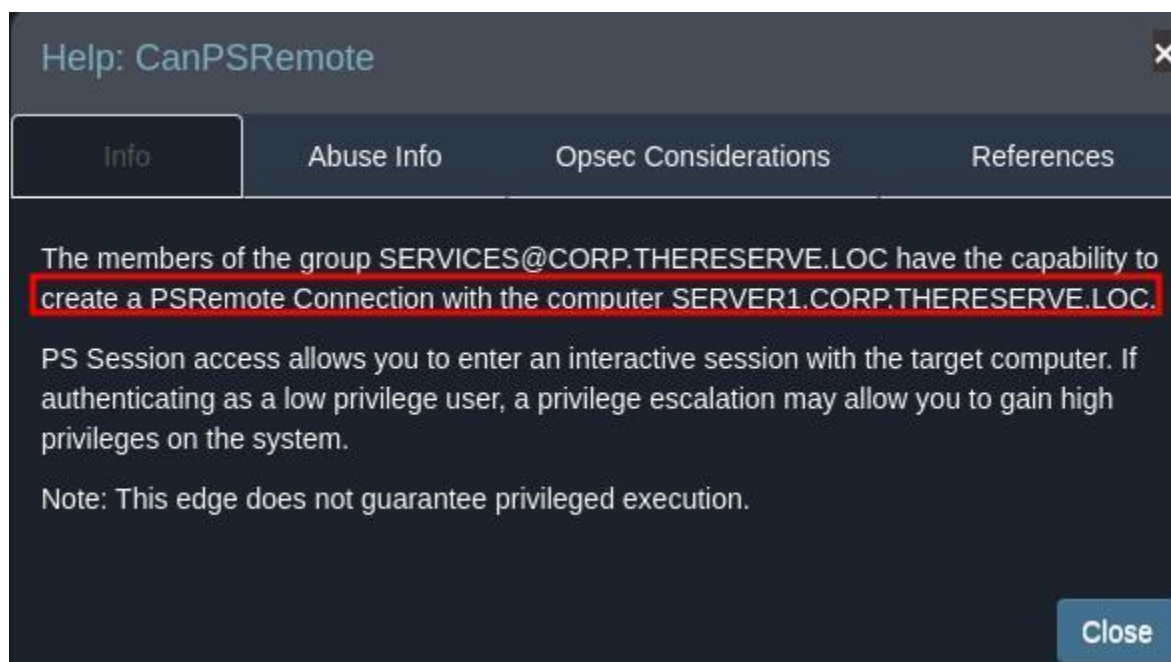 Help: CanPSRemote
×
Info Abuse Info Opsec Considerations References
The members of the group SERVICES@CORP.THERESERVE.LOC have the capability to
create a PSRemote Connection with the computer SERVER1.CORP.THERESERVE.LOC.
PS Session access allows you to enter an interactive session with the target computer. If
authenticating as a low privilege user, a privilege escalation may allow you to gain high
privileges on the system.
Note: This edge does not guarantee privileged execution.
Close